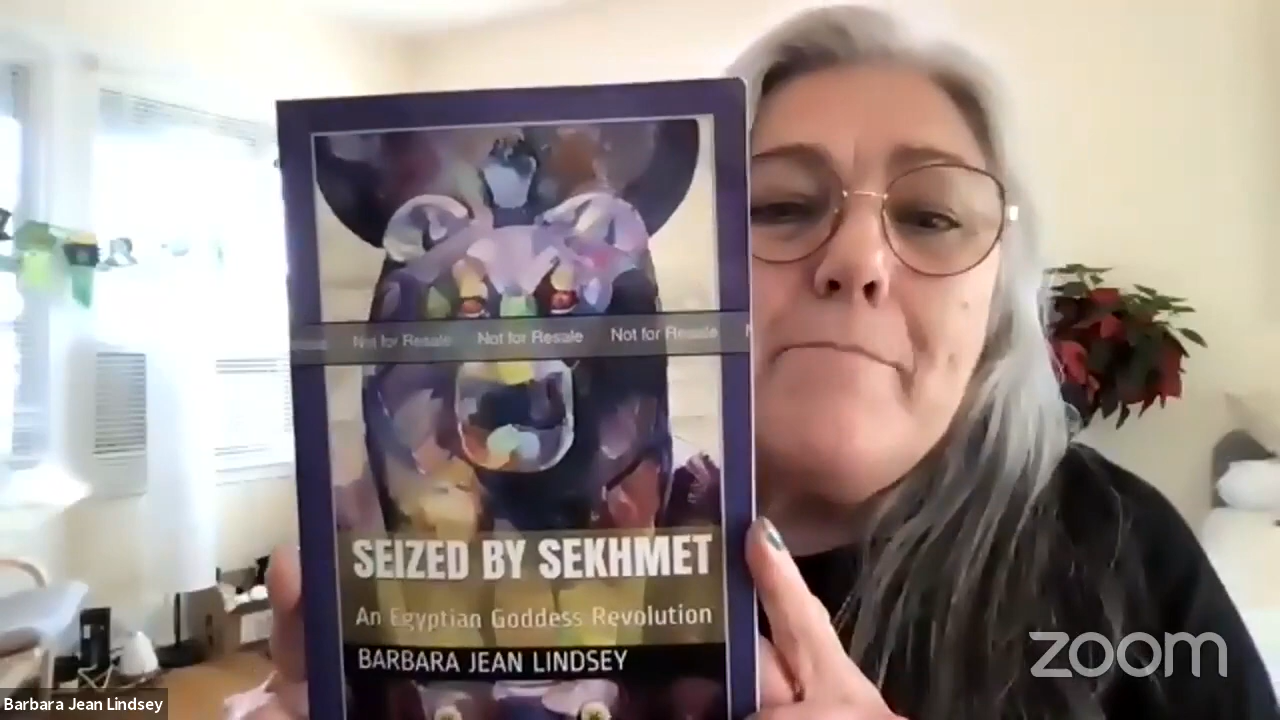 Not for Resale Not for Resale Not for Resale
SEIZED BY SEKHMET
An Egyptian Goddess Revolution
BARBARA JEAN LINDSEY
zoom
Barbara Jean Lindsey